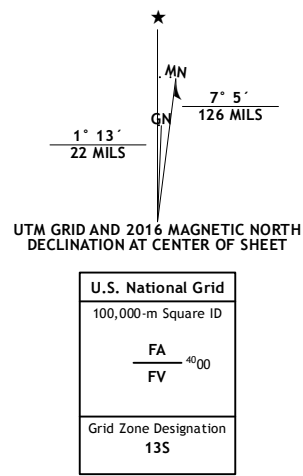 ★
MN
7° 5´
126 MILS
GN
1° 13´
22 MILS
UTM GRID AND 2016 MAGNETIC NORTH
DECLINATION AT CENTER OF SHEET
U.S. National Grid
100,000-m Square ID
FA
4000
FV
Grid Zone Designation
13S